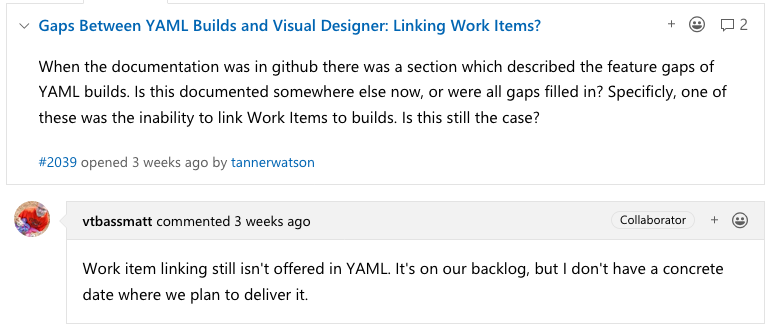 Gaps Between YAML Builds and Visual Designer: Linking Work Items?
+ 2
When the documentation was in github there was a section which described the feature gaps of
YAML builds. Is this documented somewhere else now, or were all gaps filled in? Specificly, one of
these was the inability to link Work Items to builds. Is this still the case?
#2039 opened 3 weeks ago by tannerwatson
vtbassmatt commented 3 weeks ago Collaborator +
Work item linking still isn't offered in YAML. It's on our backlog, but I don't have a concrete
date where we plan to deliver it.